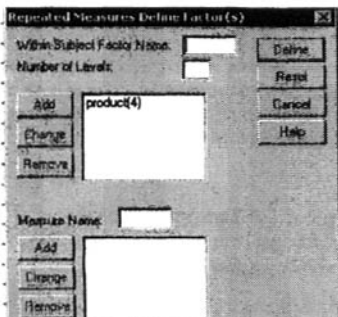 Repeated Measures Define Factor(s)
Within-Subject Factor Name:
Number of Levels:
Define
Reset
Cancel
Help
Add
Change
Remove
product(4)
Measure Name:
Add
Change
Remove